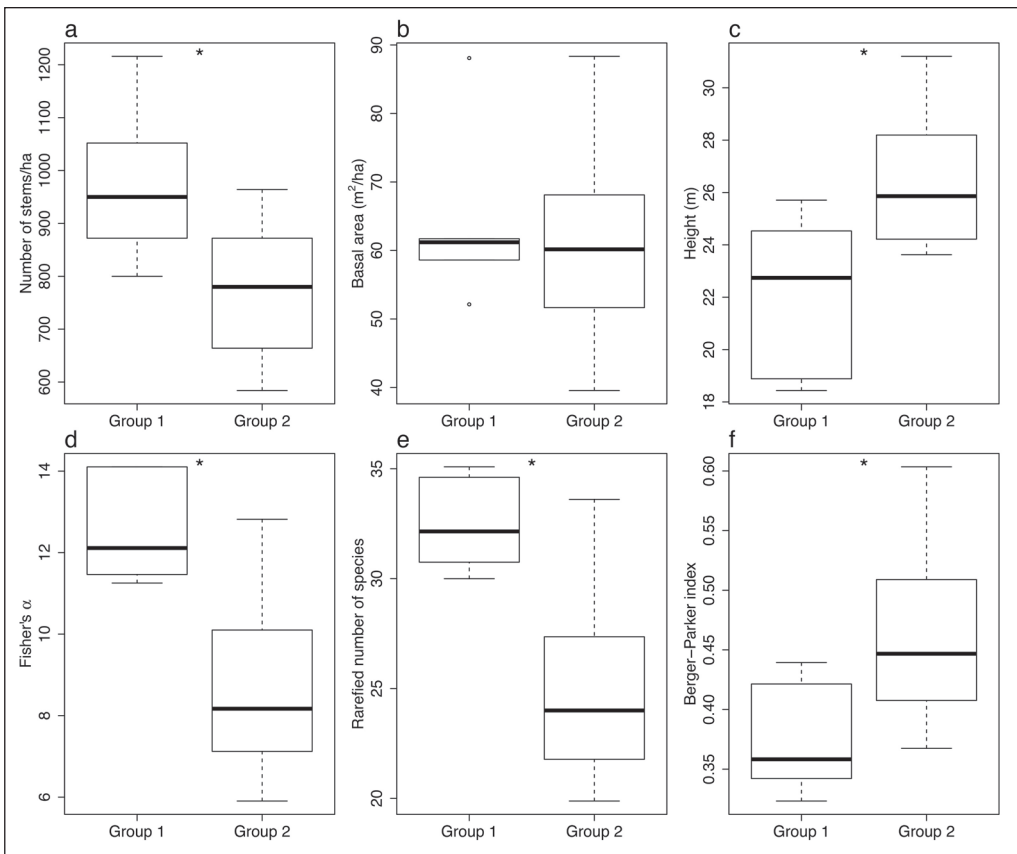 a
*
Number of stems/ha
1200
1100
1000
900
800
700
600
Group 1
Group 2
b
Basal area (m²/ha)
90
80
70
60
50
40
Group 1
Group 2
c
*
Height (m)
30
28
26
24
22
20
18
Group 1
Group 2
d
*
Fisher's α
14
12
10
8
6
Group 1
Group 2
e
*
Rarefied number of species
35
30
25
20
Group 1
Group 2
f
*
Berger−Parker index
0.60
0.55
0.50
0.45
0.40
0.35
Group 1
Group 2